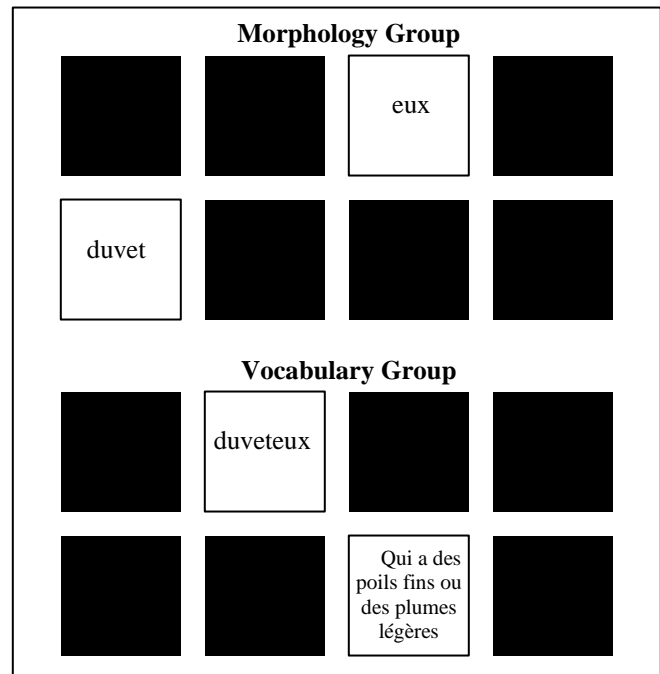 Morphology Group
eux
duvet
Vocabulary Group
duveteux
Qui a des
poils fins ou
des plumes
légères